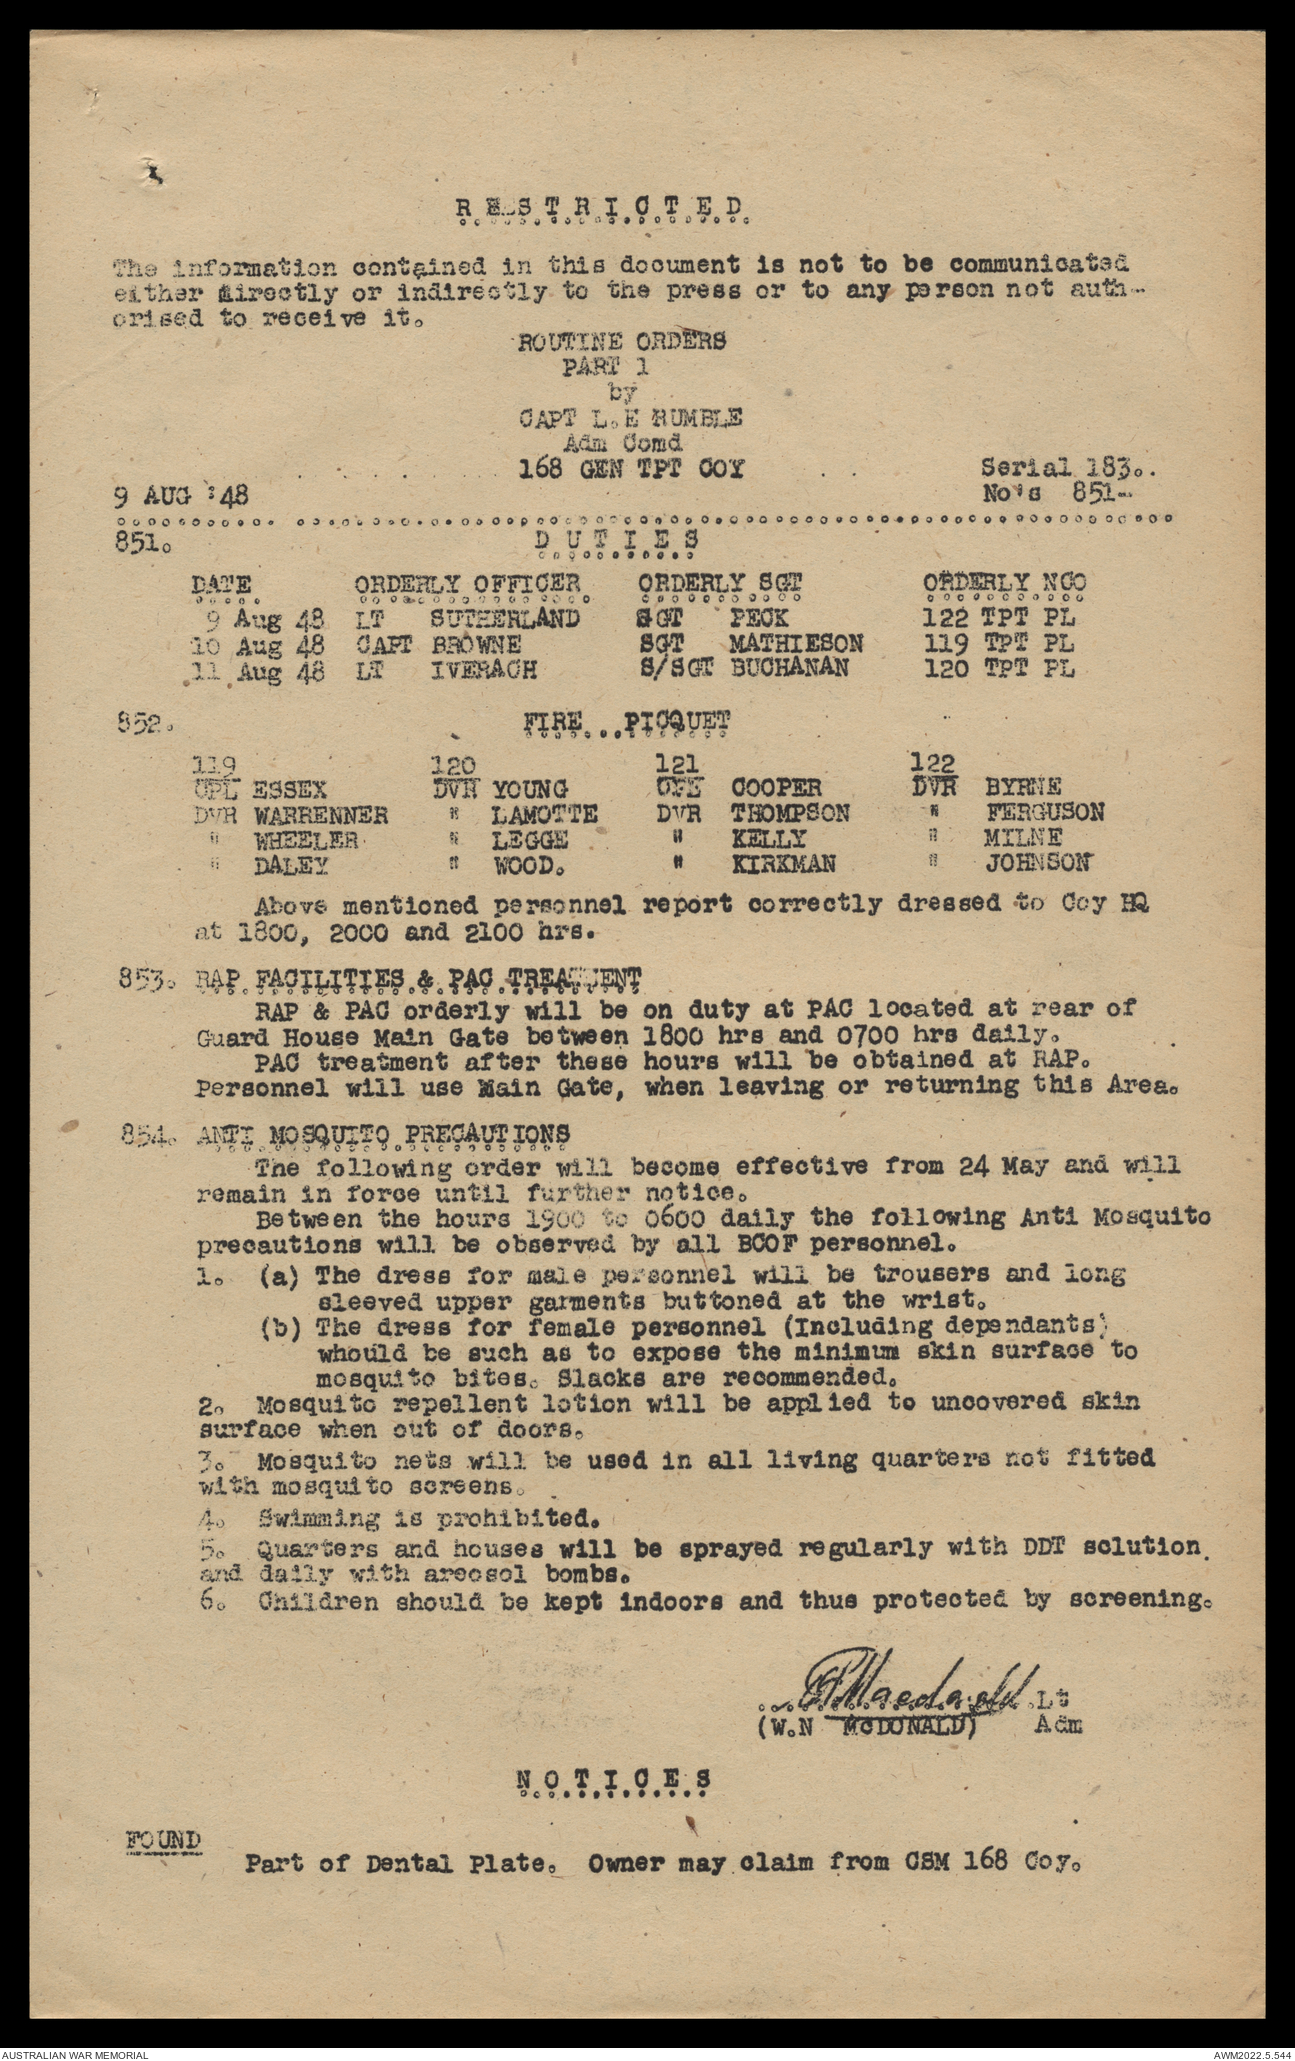 R E S T R I C T E D
The information contained in this document is not to be communicated
either directly or indirectly to the press or to any person not auth-
orised to receive it.
ROUTINE ORDERS
PART 1
by
CAPT L.E RUMBLE
Adm Comd
168 GEN TPT COY Serial 183.
9 AUG '48 No's 851-
851. D U T I E S
DATE ORDERLY OFFICER ORDERLY SGT ORDERLY NCO
9 Aug 48 LT SUTHERLAND SGT PECK 122 TPT PL
10 Aug 48 CAPT BROWNE SGT MATHIESON 119 TPT PL
11 Aug 48 LT IVERACH S/SGT BUCHANAN 120 TPT PL
852. FIRE PICQUET
119 120 121 122
CPL ESSEX DVR YOUNG CPL COOPER DVR BYRNE
DVR WARRENNER " LAMOTTE DVR THOMPSON " FERGUSON
" WHEELER " LEGGE " KELLY " MILNE
" DALEY " WOOD. " KIRKMAN " JOHNSON
Above mentioned personnel report correctly dressed to Coy HQ
at 1800, 2000 and 2100 hrs.
853. RAP FACILITIES & PAC TREATMENT
RAP & PAC orderly will be on duty at PAC located at rear of
Guard House Main Gate between 1800 hrs and 0700 hrs daily.
PAC treatment after these hours will be obtained at RAP.
Personnel will use Main Gate, when leaving or returning this Area.
854. ANTI MOSQUITO PRECAUTIONS
The following order will become effective from 24 May and will
remain in force until further notice.
Between the hours 1900 to 0600 daily the following Anti Mosquito
precautions will be observed by all BCOF personnel.
1. (a) The dress for male personnel will be trousers and long
sleeved upper garments buttoned at the wrist.
(b) The dress for female personnel (Including dependants)
whould be such as to expose the minimum skin surface to
mosquito bites. Slacks are recommended.
2. Mosquito repellent lotion will be applied to uncovered skin
surface when out of doors.
3. Mosquito nets will be used in all living quarters not fitted
with mosquito screens.
4. Swimming is prohibited.
5. Quarters and houses will be sprayed regularly with DDT solution
and daily with areosol bombs.
6. Children should be kept indoors and thus protected by screening.
Macdonald Lt
(W.N McDONALD) Adm
N O T I C E S
FOUND
Part of Dental Plate. Owner may claim from CSM 168 Coy.
AUSTRALIAN WAR MEMORIAL AWM2022.5.544